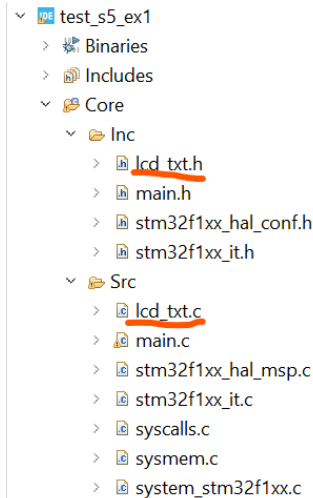 test_s5_ex1
Binaries
Includes
Core
Inc
lcd_txt.h
main.h
stm32f1xx_hal_conf.h
stm32f1xx_it.h
Src
lcd_txt.c
main.c
stm32f1xx_hal_msp.c
stm32f1xx_it.c
syscalls.c
sysmem.c
system_stm32f1xx.c